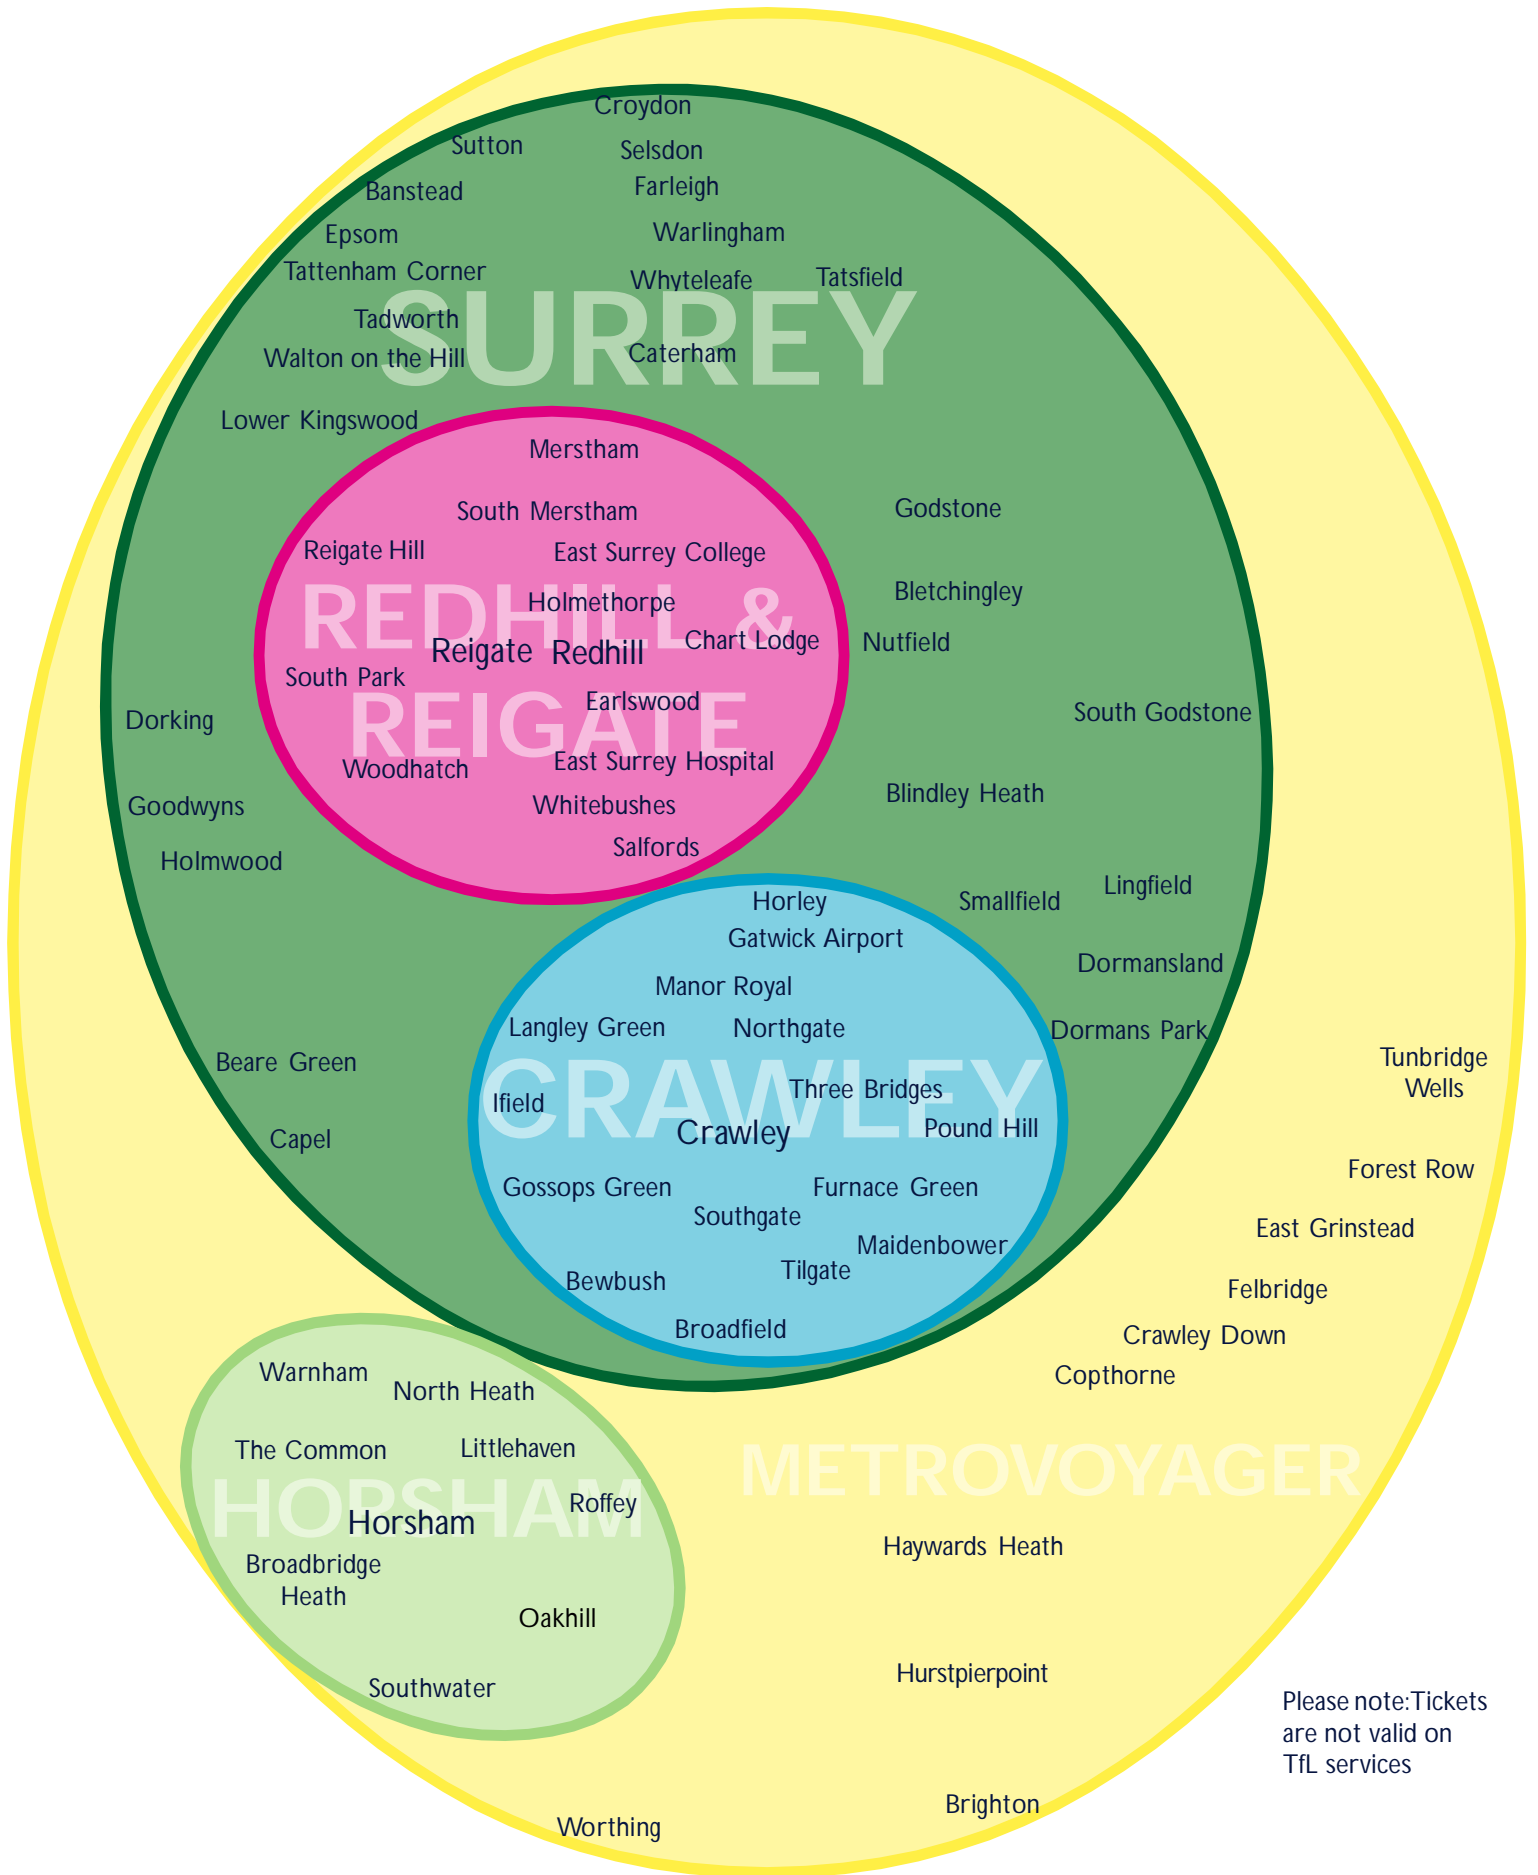 Croydon
Sutton
Selsdon
Banstead
Farleigh
Epsom
Warlingham
Tattenham Corner
Whyteleafe
Tatsfield
SURREY
Tadworth
Walton on the Hill
Caterham
Lower Kingswood
Merstham
South Merstham
Godstone
Reigate Hill
East Surrey College
REDHILL &
REIGATE
Bletchingley
Holmethorpe
Chart Lodge
Nutfield
Reigate
Redhill
South Park
Earlswood
Dorking
South Godstone
Woodhatch
East Surrey Hospital
Goodwyns
Whitebushes
Blindley Heath
Holmwood
Salfords
Horley
Smallfield
Lingfield
Gatwick Airport
Dormansland
Manor Royal
Langley Green
Northgate
Dormans Park
Beare Green
CRAWLEY
Three Bridges
Tunbridge
Wells
Ifield
Crawley
Pound Hill
Capel
Forest Row
Gossops Green
Furnace Green
Southgate
East Grinstead
Maidenbower
Tilgate
Bewbush
Felbridge
Broadfield
Crawley Down
Copthorne
Warnham
North Heath
The Common
Littlehaven
METROVOYAGER
HORSHAM
Roffey
Horsham
Haywards Heath
Broadbridge
Heath
Oakhill
Southwater
Hurstpierpoint
Please note:Tickets
are not valid on
TfL services
Brighton
Worthing